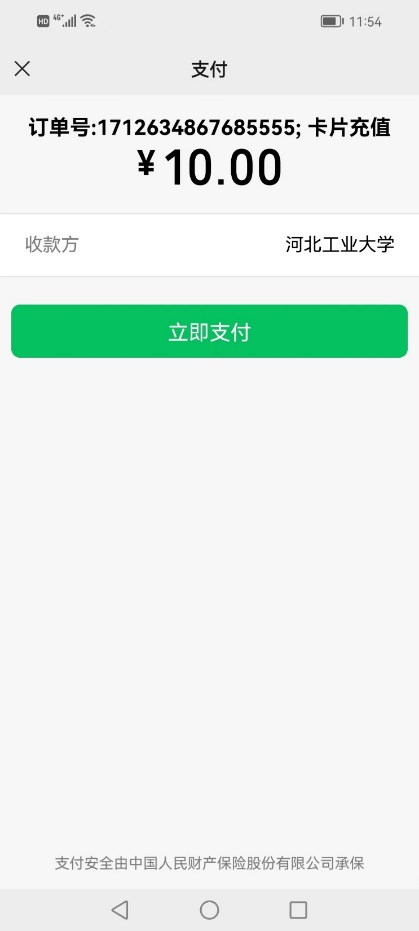 HD 4G+ 11:54
支付
订单号:1712634867685555; 卡片充值
¥10.00
收款方 河北工业大学
立即支付
支付安全由中国人民财产保险股份有限公司承保